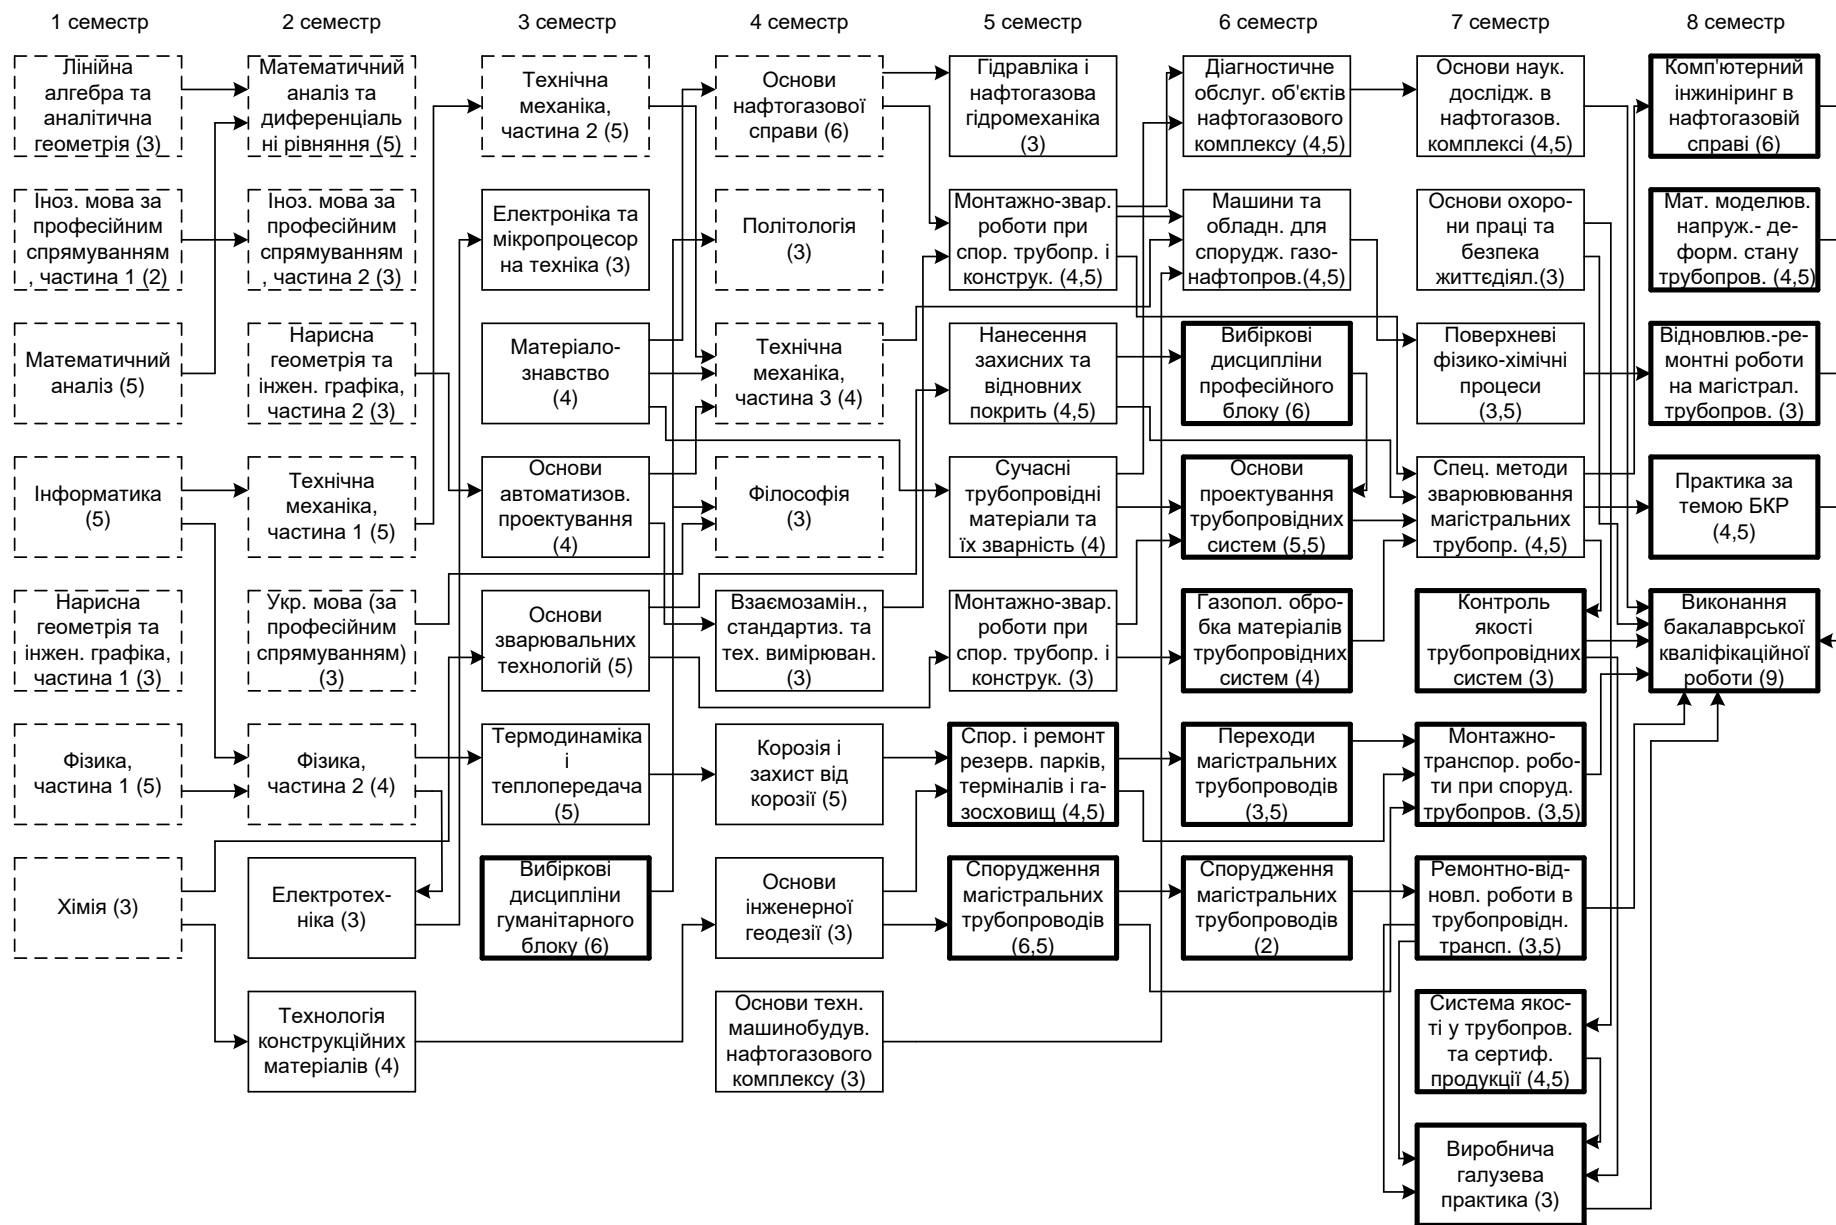 1 семестр
2 семестр
3 семестр
4 семестр
5 семестр
6 семестр
7 семестр
8 семестр
Лінійна
алгебра та
аналітична
геометрія (3)
Іноз. мова за
професійним
спрямуванням
, частина 1 (2)
Математичний
аналіз (5)
Інформатика
(5)
Нарисна
геометрія та
інжен. графіка,
частина 1 (3)
Фізика,
частина 1 (5)
Хімія (3)
Математичний
аналіз та
диференціаль
ні рівняння (5)
Іноз. мова за
професійним
спрямуванням
, частина 2 (3)
Нарисна
геометрія та
інжен. графіка,
частина 2 (3)
Технічна
механіка,
частина 1 (5)
Укр. мова (за
професійним
спрямуванням)
(3)
Фізика,
частина 2 (4)
Електротех-
ніка (3)
Технологія
конструкційних
матеріалів (4)
Технічна
механіка,
частина 2 (5)
Електроніка та
мікропроцесор
на техніка (3)
Матеріало-
знавство
(4)
Основи
автоматизов.
проектування
(4)
Основи
зварювальних
технологій (5)
Термодинаміка
і
теплопередача
(5)
Вибіркові
дисципліни
гуманітарного
блоку (6)
Основи
нафтогазової
справи (6)
Політологія
(3)
Технічна
механіка,
частина 3 (4)
Філософія
(3)
Взаємозамін.,
стандартиз. та
тех. вимірюван.
(3)
Корозія і
захист від
корозії (5)
Основи
інженерної
геодезії (3)
Основи техн.
машинобудув.
нафтогазового
комплексу (3)
Гідравліка і
нафтогазова
гідромеханіка
(3)
Монтажно-звар.
роботи при
спор. трубопр. і
конструк. (4,5)
Нанесення
захисних та
відновних
покрить (4,5)
Сучасні
трубопровідні
матеріали та
їх зварність (4)
Монтажно-звар.
роботи при
спор. трубопр. і
конструк. (3)
Спор. і ремонт
резерв. парків,
терміналів і га-
зосховищ (4,5)
Спорудження
магістральних
трубопроводів
(6,5)
Діагностичне
обслуг. об'єктів
нафтогазового
комплексу (4,5)
Машини та
обладн. для
спорудж. газо-
нафтопров.(4,5)
Вибіркові
дисципліни
професійного
блоку (6)
Основи
проектування
трубопровідних
систем (5,5)
Газопол. обро-
бка матеріалів
трубопровідних
систем (4)
Переходи
магістральних
трубоводів
(3,5)
Спорудження
магістральних
трубопроводів
(2)
Основи наук.
дослідж. в
нафтогазов.
комплексі (4,5)
Основи охоро-
ни праці та
безпека
життєдіял.(3)
Поверхневі
фізико-хімічні
процеси
(3,5)
Спец. методи
зварювювання
магістральних
трубопр. (4,5)
Контроль
якості
трубопровідних
систем (3)
Монтажно-
транспор. робо-
ти при споруд.
трубопров. (3,5)
Ремонтно-від-
новл. роботи в
трубопровідн.
трансп. (3,5)
Система якос-
ті у трубопров.
та сертиф.
продукції (4,5)
Виробнича
галузева
практика (3)
Комп'ютерний
інжиніринг в
нафтогазовій
справі (6)
Мат. моделюв.
напруж.- де-
форм. стану
трубопров. (4,5)
Відновлюв.-ре-
монтні роботи
на магістрал.
трубопров. (3)
Практика за
темою БКР
(4,5)
Виконання
бакалаврської
кваліфікаційної
роботи (9)